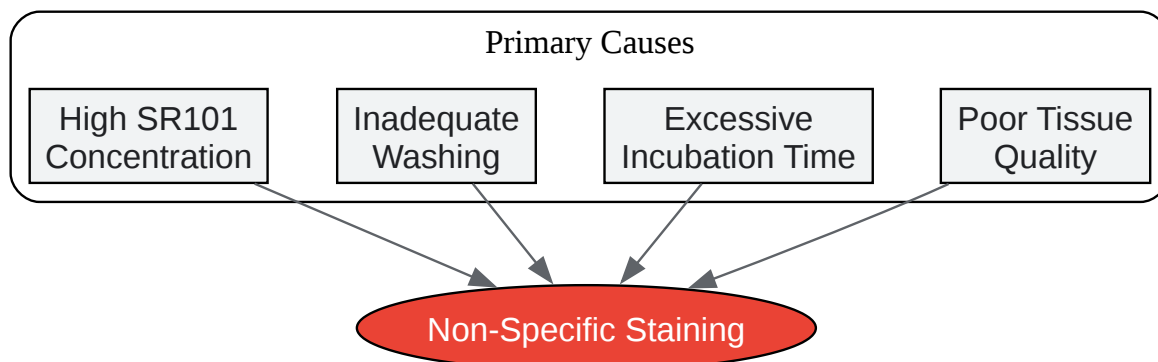 Primary Causes
High SR101
Concentration
Inadequate
Washing
Excessive
Incubation Time
Poor Tissue
Quality
Non-Specific Staining